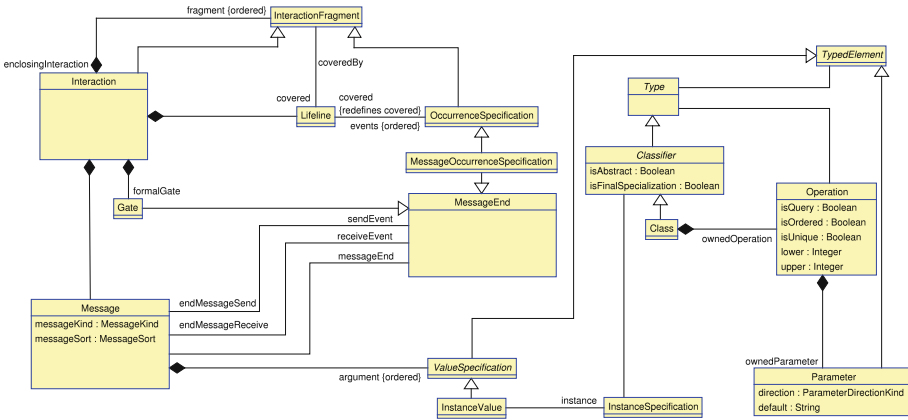 fragment {ordered}
InteractionFragment
enclosingInteraction
coveredBy
TypedElement
Interaction
Type
covered
covered
{redefines covered}
Lifeline
OccurrenceSpecification
events {ordered}
MessageOccurrenceSpecification
Classifier
isAbstract : Boolean
isFinalSpecialization : Boolean
formalGate
Gate
MessageEnd
sendEvent
receiveEvent
messageEnd
Class
ownedOperation
Operation
isQuery : Boolean
isOrdered : Boolean
isUnique : Boolean
lower : Integer
upper : Integer
endMessageSend
endMessageReceive
Message
messageKind : MessageKind
messageSort : MessageSort
argument {ordered}
ValueSpecification
ownedParameter
InstanceValue
instance
InstanceSpecification
Parameter
direction : ParameterDirectionKind
default : String